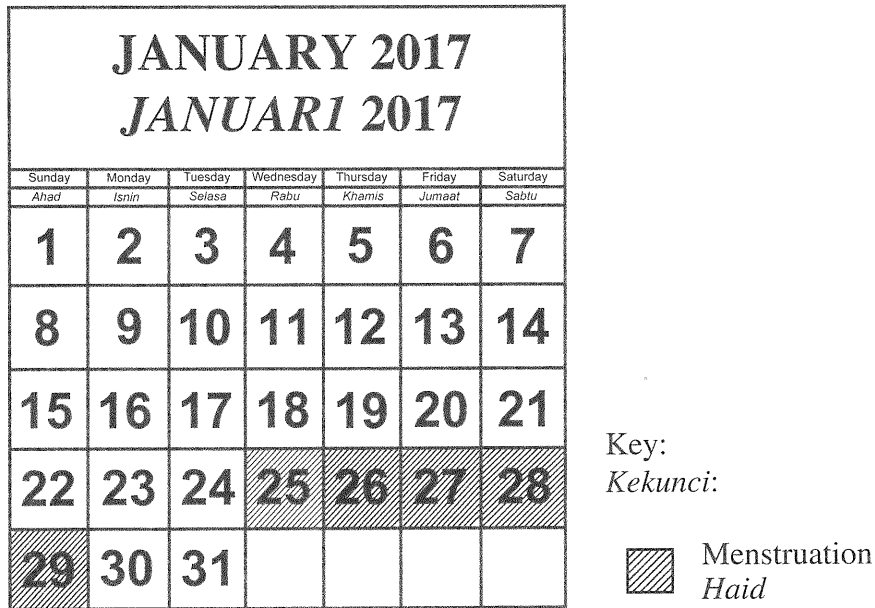 JANUARY 2017
JANUAR1 2017
Sunday Monday Tuesday Wednesday Thursday Friday Saturday
Ahad Isnin Selasa Rabu Khamis Jumaat Sabtu
1 2 3 4 5 6 7
8 9 10 11 12 13 14
15 16 17 18 19 20 21
22 23 24 25 26 27 28
29 30 31
Key:
Kekunci:
Menstruation
Haid